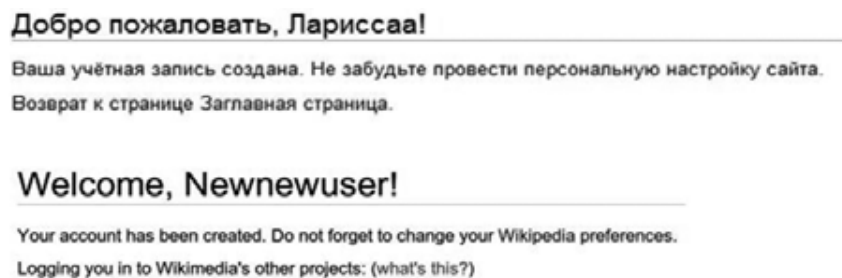 Добро пожаловать, Лариссаа!
Ваша учётная запись создана. Не забудьте провести персональную настройку сайта.
Возврат к странице Заглавная страница.
Welcome, Newnewuser!
Your account has been created. Do not forget to change your Wikipedia preferences.
Logging you in to Wikimedia's other projects: (what's this?)